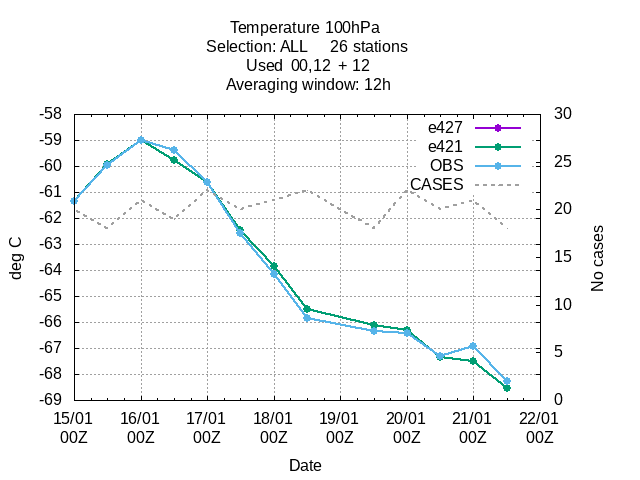 Temperature 100hPa
Selection: ALL 26 stations
Used 00,12 + 12
Averaging window: 12h
-58 30
-59 e427
-60 e421 25
OBS
-61 CASES
-62 20
-63
-64 15
-65 10
-66
-67 5
-68
-69 0
deg C
No cases
15/01 16/01 17/01 18/01 19/01 20/01 21/01 22/01
00Z 00Z 00Z 00Z 00Z 00Z 00Z 00Z
Date